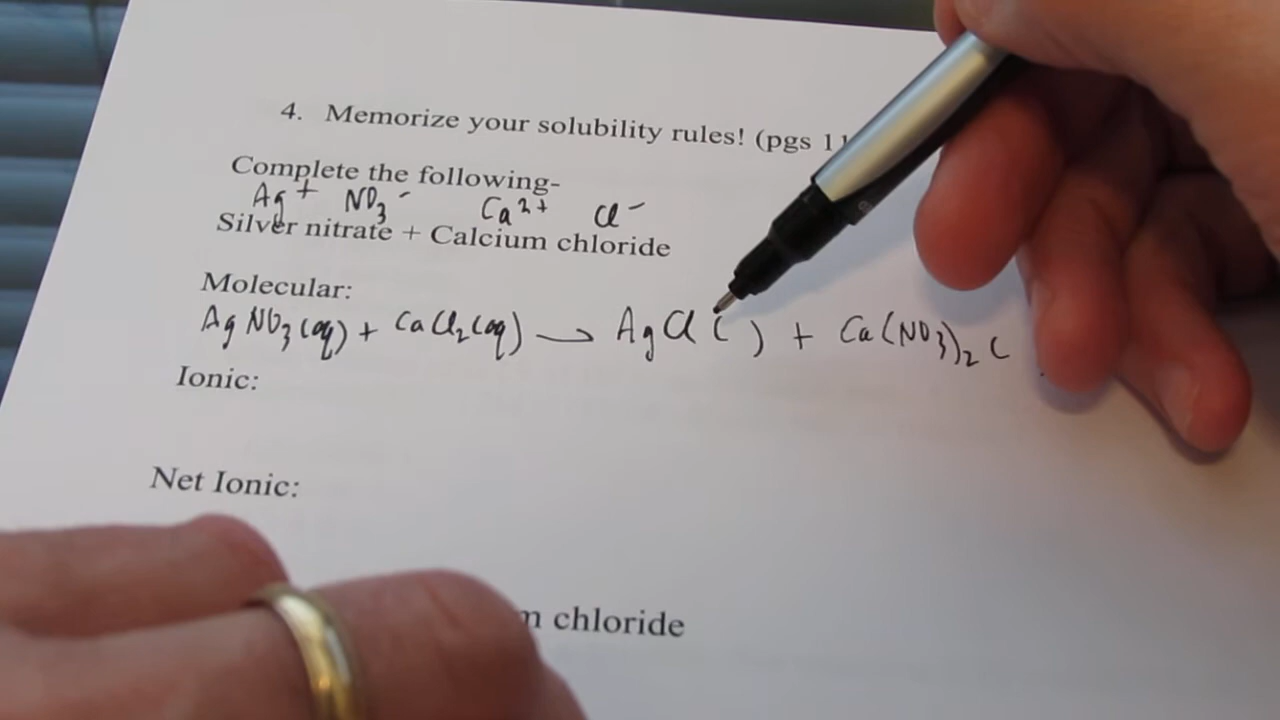 4. Memorize your solubility rules! (pgs 11
Complete the following-
Ag⁺ NO₃⁻ Ca²⁺ Cl⁻
Silver nitrate + Calcium chloride
Molecular:
AgNO₃(aq) + CaCl₂(aq) → AgCl( ) + Ca(NO₃)₂(
Ionic:
Net Ionic:
m chloride